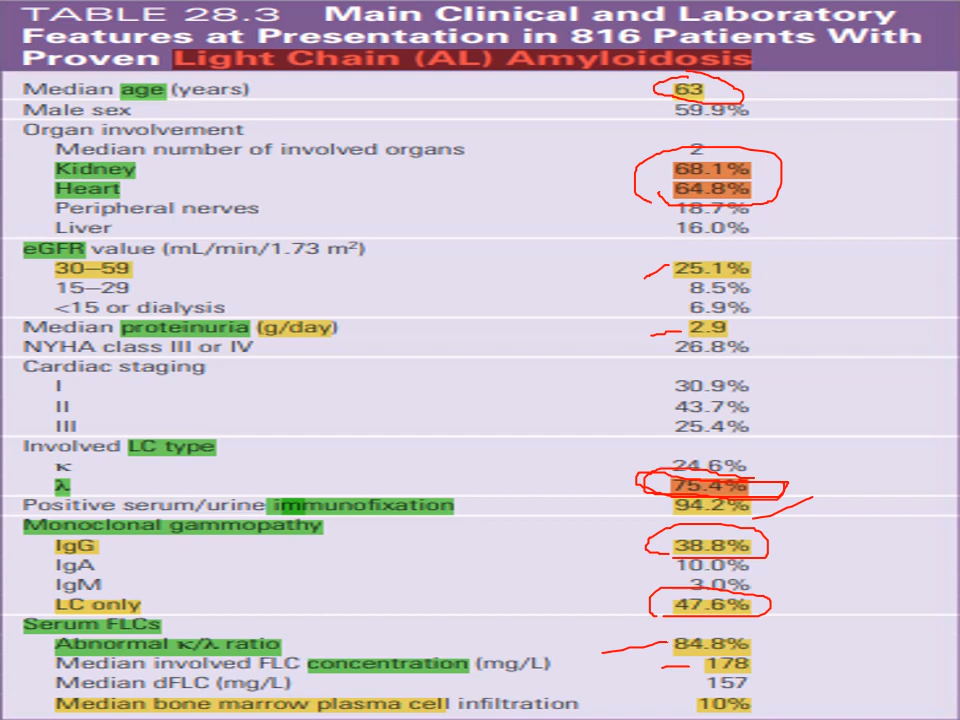 TABLE 28.3 Main Clinical and Laboratory
Features at Presentation in 816 Patients With
Proven Light Chain (AL) Amyloidosis
Median age (years) 63
Male sex 59.9%
Organ involvement
Median number of involved organs 2
Kidney 68.1%
Heart 64.8%
Peripheral nerves 18.7%
Liver 16.0%
eGFR value (mL/min/1.73 m²)
30–59 25.1%
15–29 8.5%
<15 or dialysis 6.9%
Median proteinuria (g/day) 2.9
NYHA class III or IV 26.8%
Cardiac staging
I 30.9%
II 43.7%
III 25.4%
Involved LC type
κ 24.6%
λ 75.4%
Positive serum/urine immunofixation 94.2%
Monoclonal gammopathy
IgG 38.8%
IgA 10.0%
IgM 3.0%
LC only 47.6%
Serum FLCs
Abnormal κ/λ ratio 84.8%
Median involved FLC concentration (mg/L) 178
Median dFLC (mg/L) 157
Median bone marrow plasma cell infiltration 10%